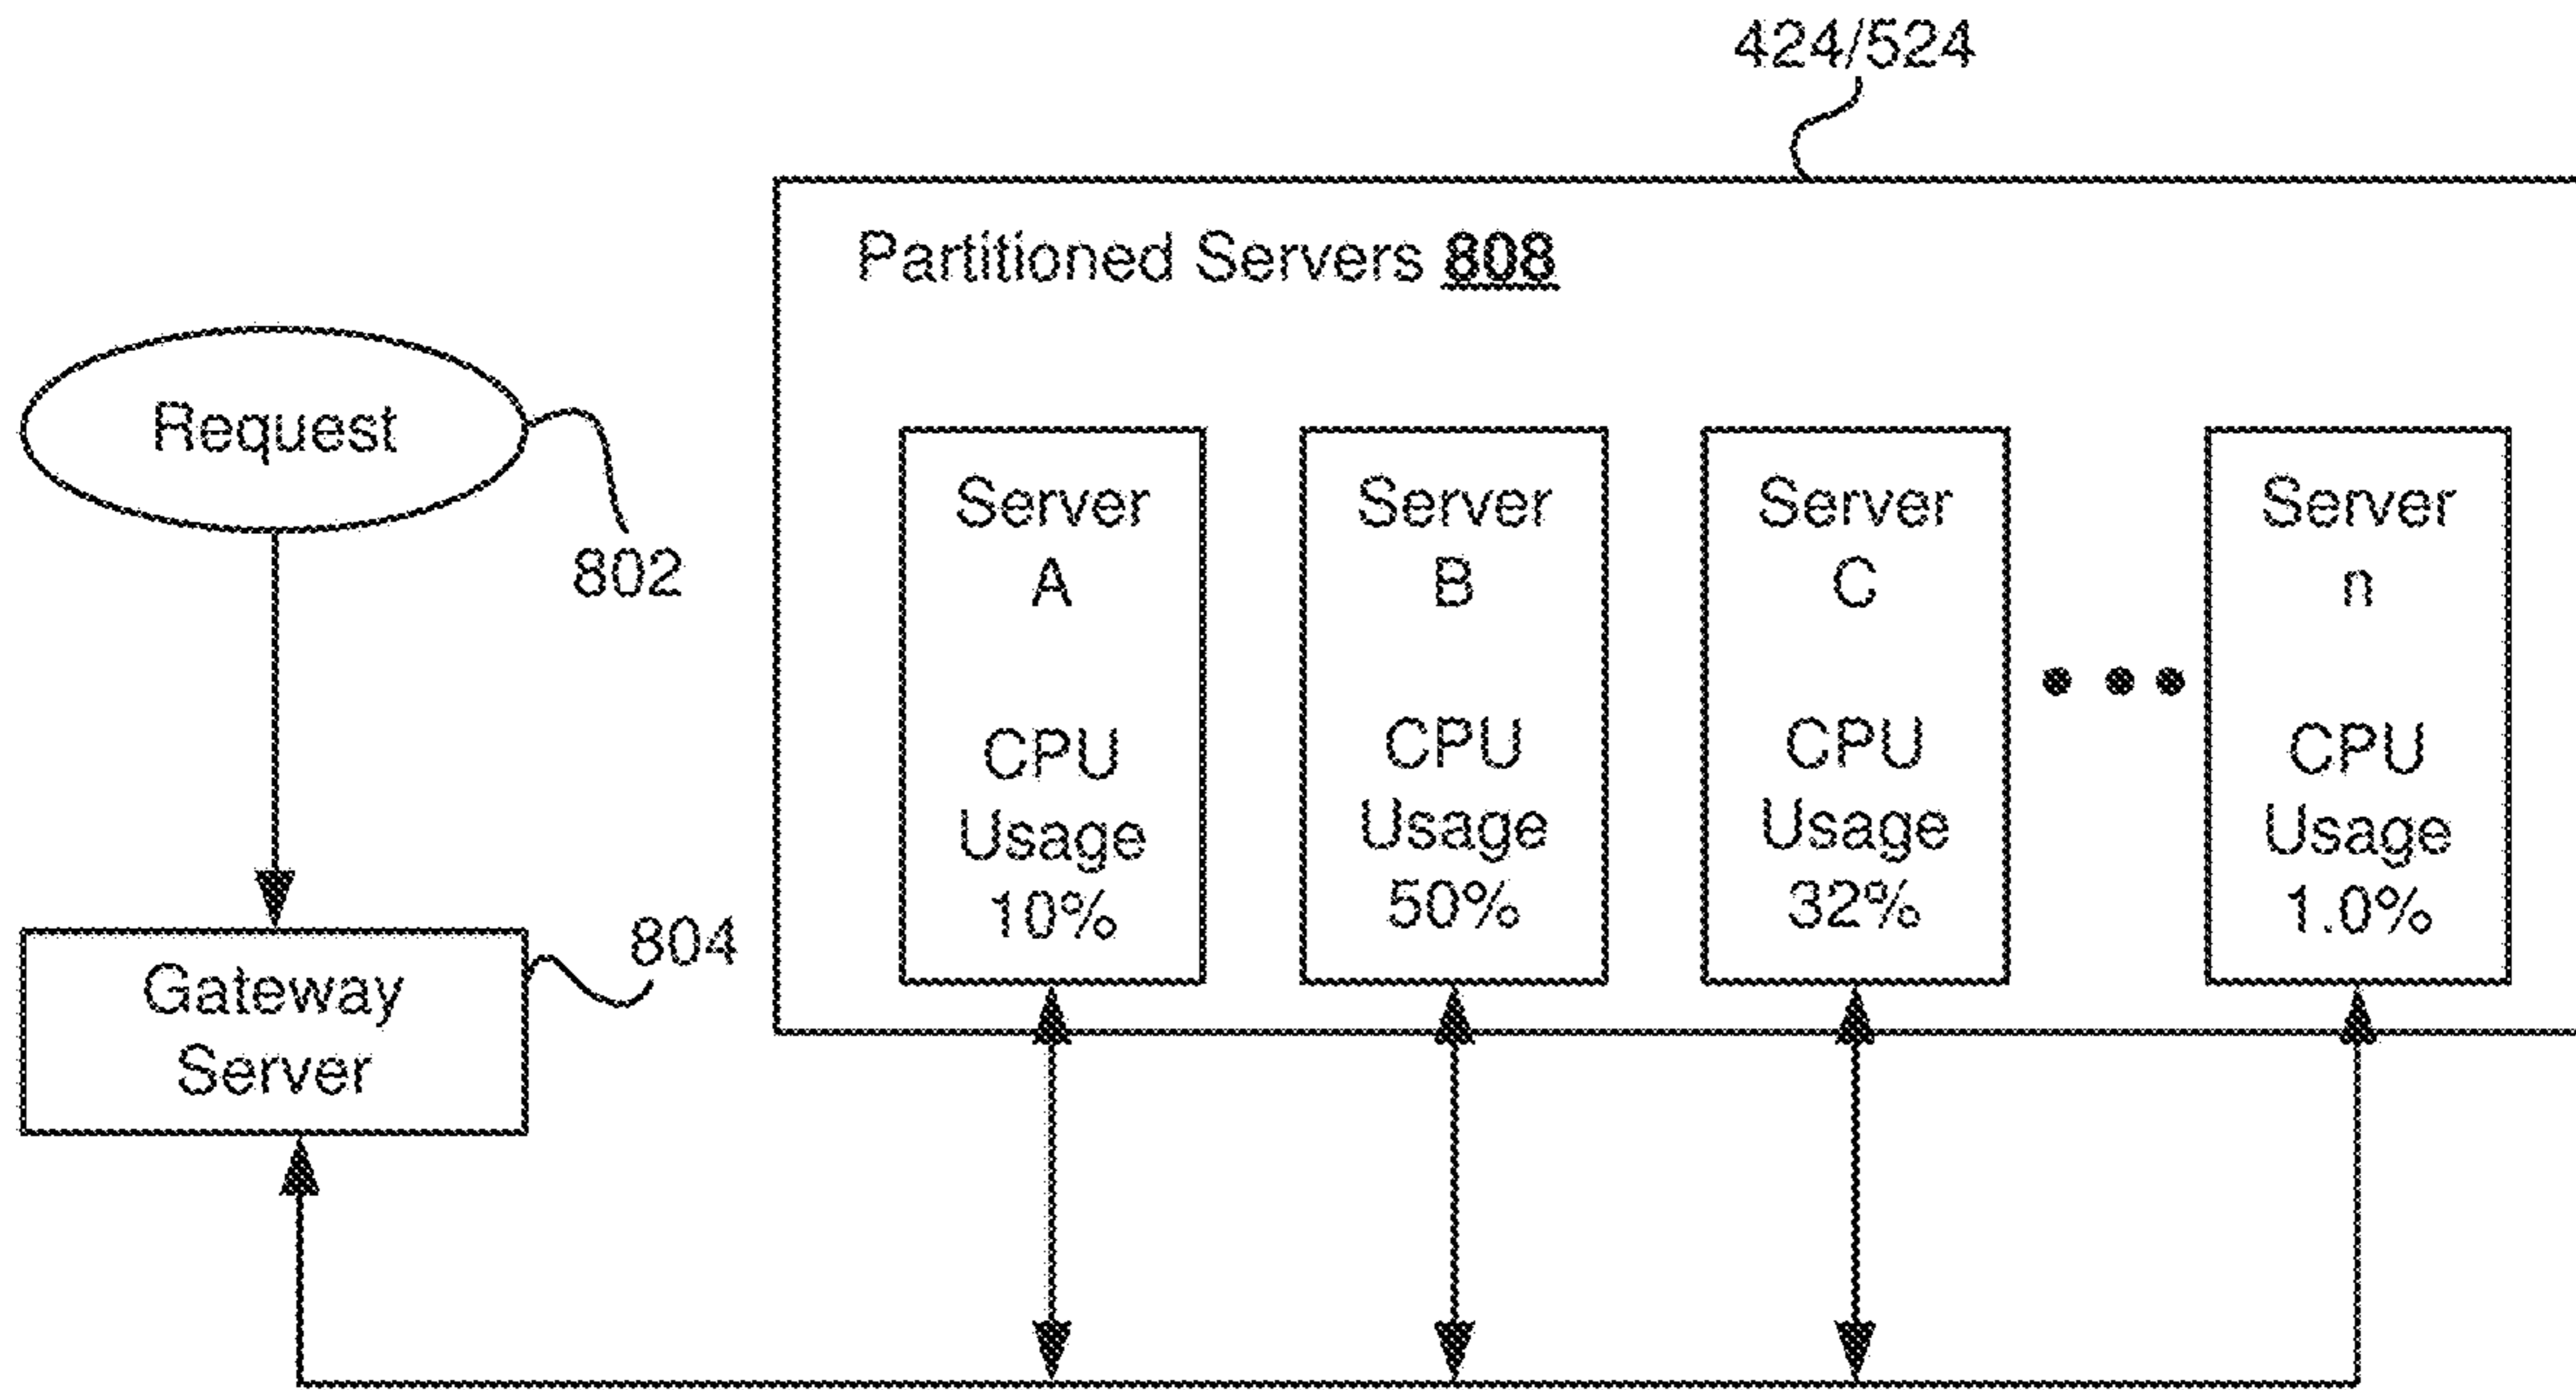 424/524
Partitioned Servers 808
Request
802
Server
A
CPU
Usage
10%
Server
B
CPU
Usage
50%
Server
C
CPU
Usage
32%
Server
n
CPU
Usage
1.0%
804
Gateway
Server